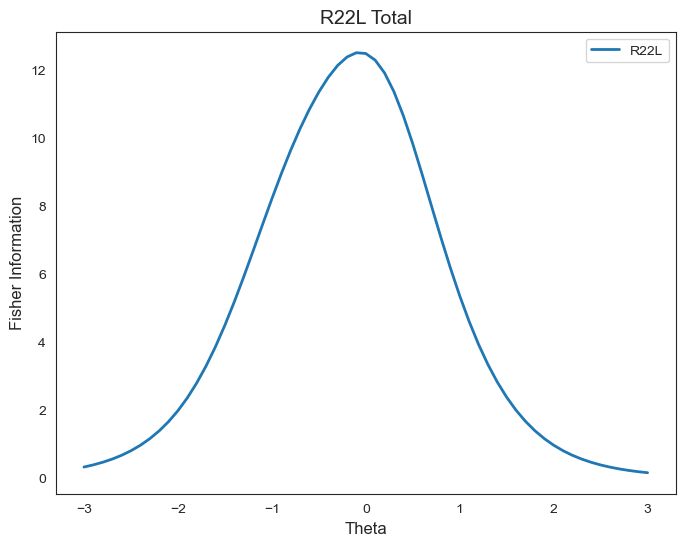 R22L Total
R22L
Fisher Information
12
10
8
6
4
2
0
−3 −2 −1 0 1 2 3
Theta